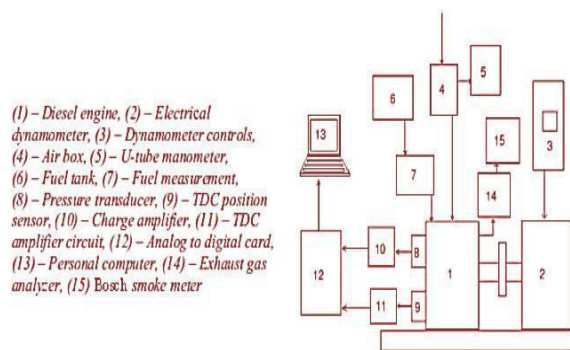 (1) – Diesel engine, (2) – Electrical
dynamometer, (3) – Dynamometer controls,
(4) – Air box, (5) – U-tube manometer,
(6) – Fuel tank, (7) – Fuel measurement,
(8) – Pressure transducer, (9) – TDC position
sensor, (10) – Charge amplifier, (11) – TDC
amplifier circuit, (12) – Analog to digital card,
(13) – Personal computer, (14) – Exhaust gas
analyzer, (15) Bosch smoke meter
5
4
6
13
15
3
7
14
10
8
12
1
2
11
9